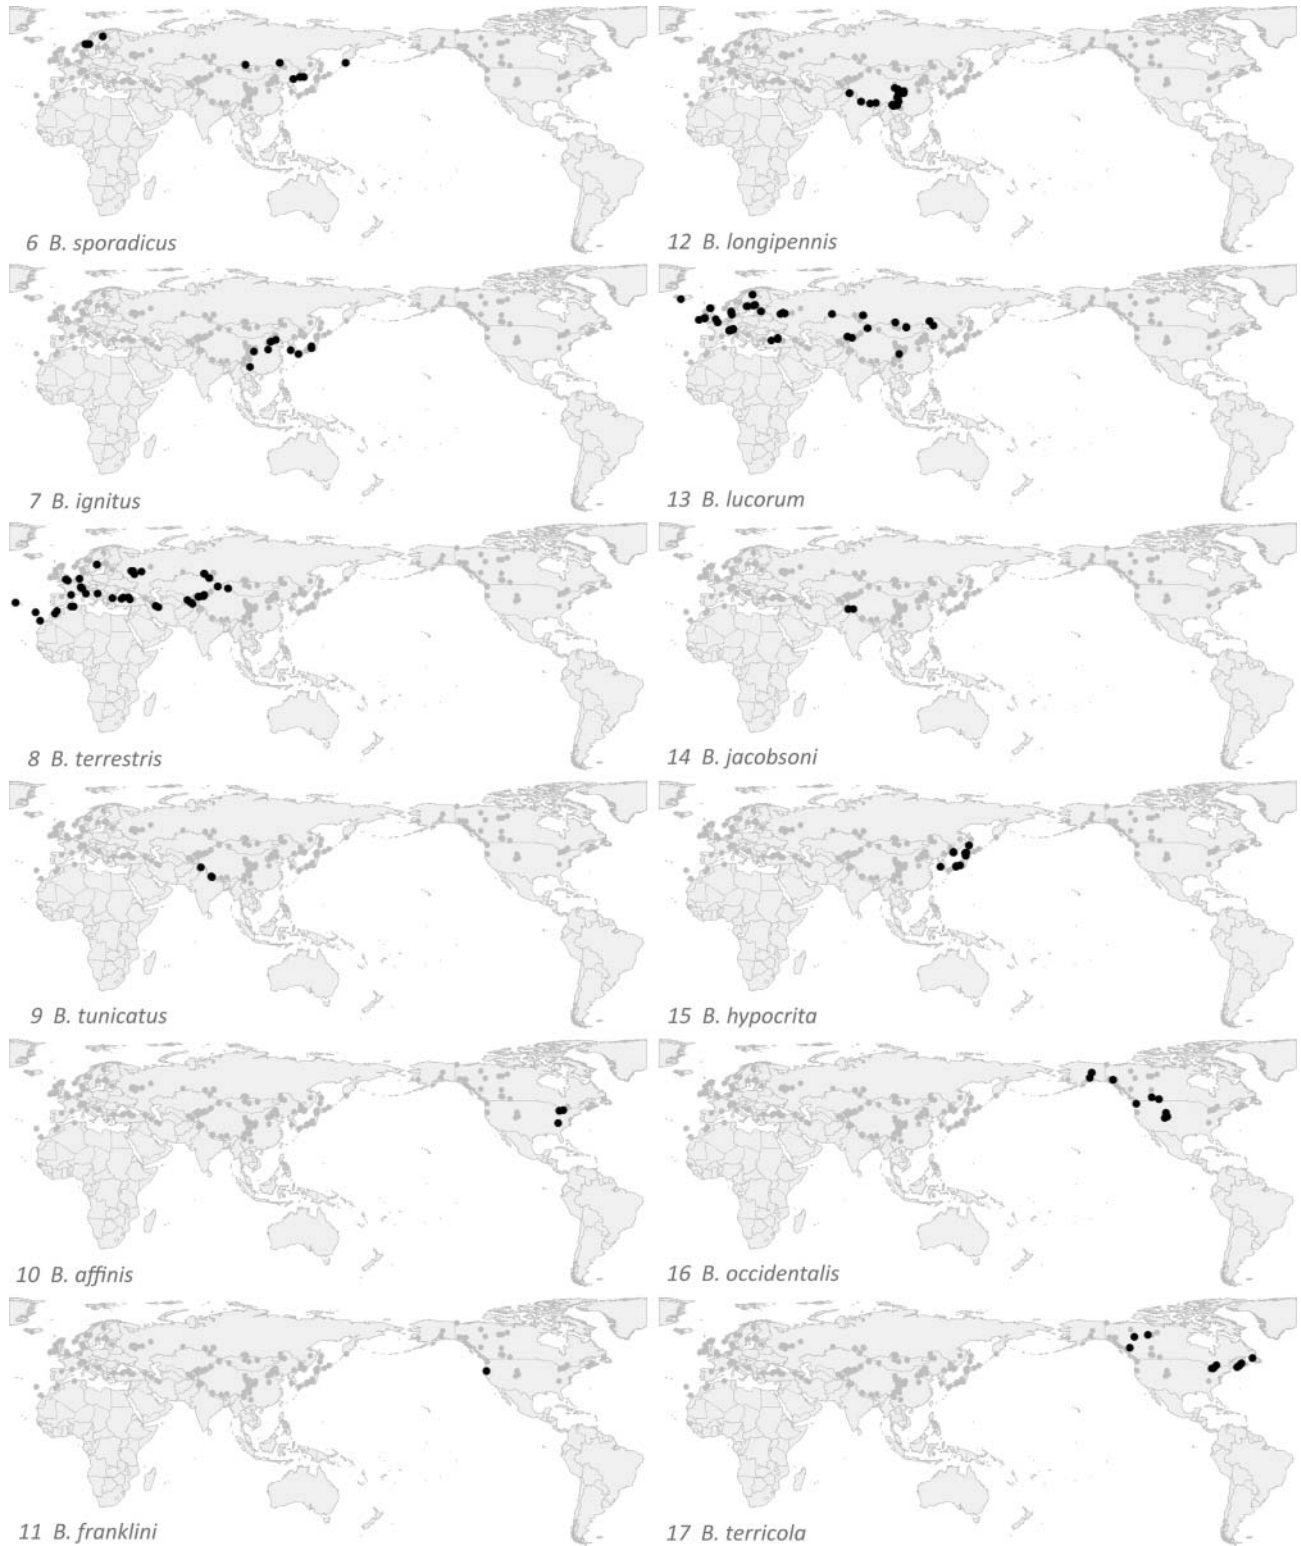 6 B. sporadicus
12 B. longipennis
7 B. ignitus
13 B. lucorum
8 B. terrestris
14 B. jacobsoni
9 B. tunicatus
15 B. hypocrita
10 B. affinis
16 B. occidentalis
11 B. franklini
17 B. terricola